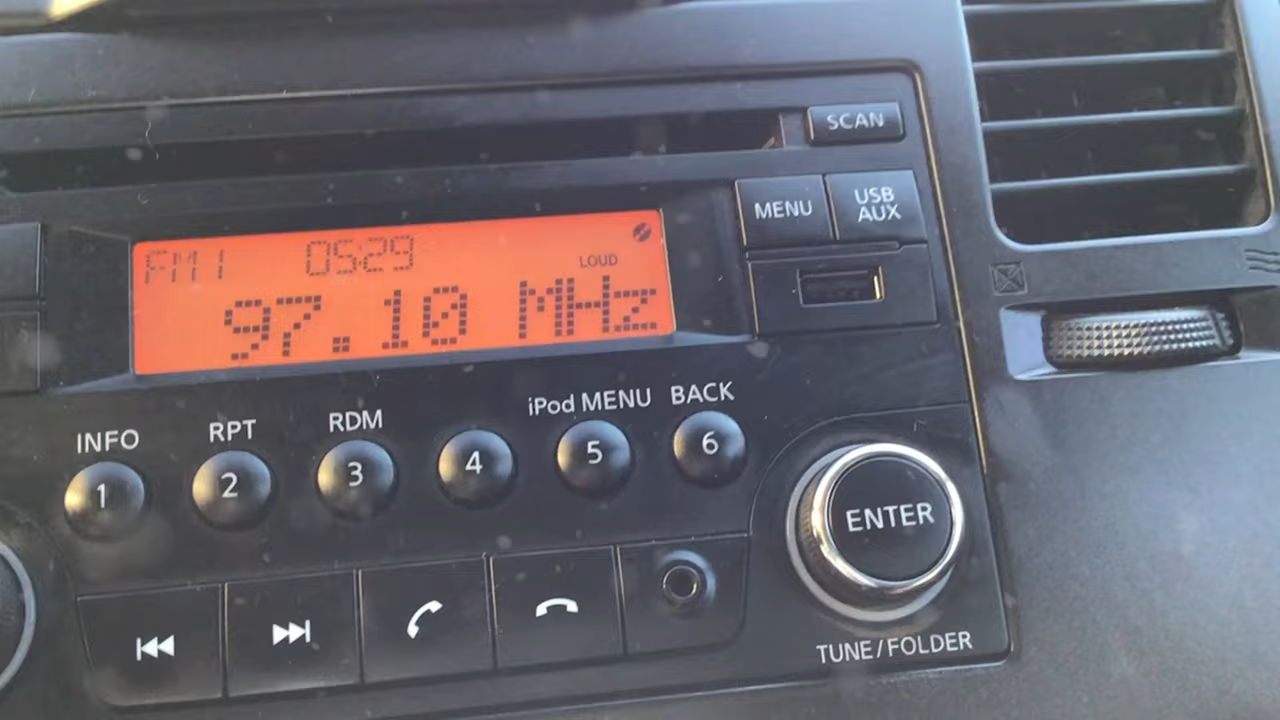 SCAN
MENU
USB
AUX
FM1 05:29
LOUD
97.10 MHz
INFO RPT RDM iPod MENU BACK
1 2 3 4 5 6
ENTER
TUNE/FOLDER